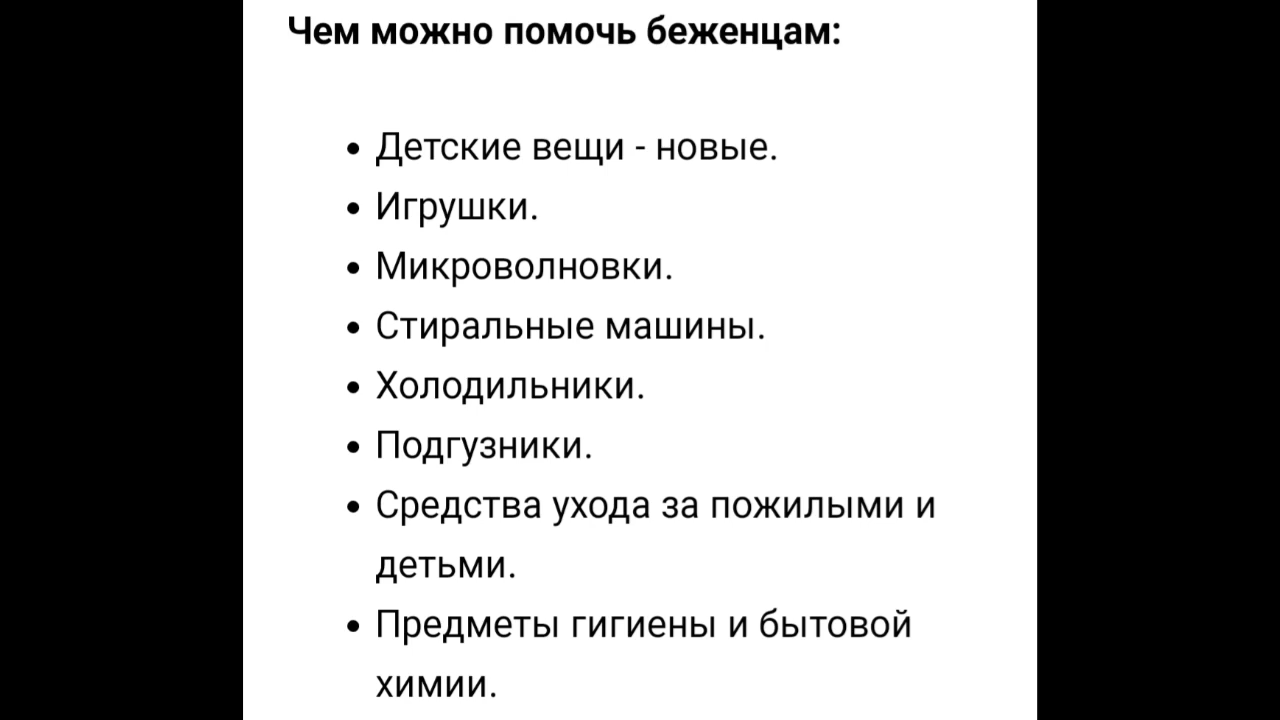 Чем можно помочь беженцам:
• Детские вещи - новые.
• Игрушки.
• Микроволновки.
• Стиральные машины.
• Холодильники.
• Подгузники.
• Средства ухода за пожилыми и
детьми.
• Предметы гигиены и бытовой
химии.